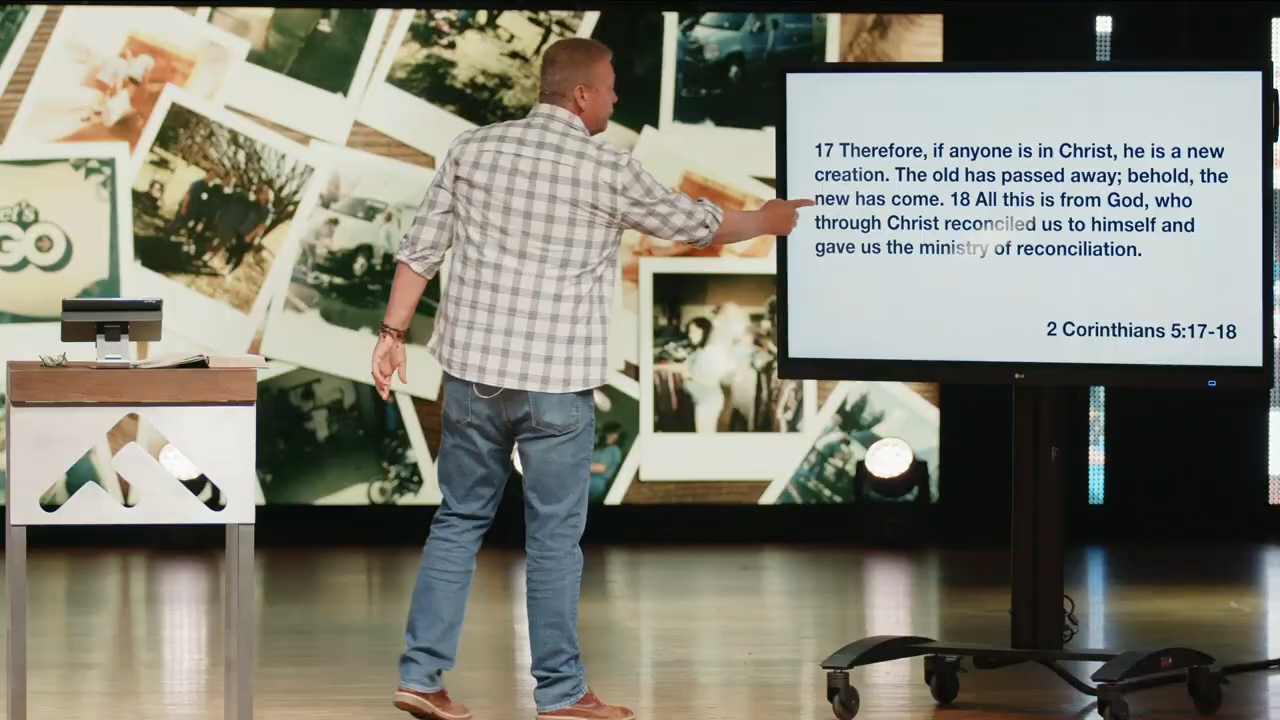 17 Therefore, if anyone is in Christ, he is a new
creation. The old has passed away; behold, the
new has come. 18 All this is from God, who
through Christ reconciled us to himself and
gave us the ministry of reconciliation.
2 Corinthians 5:17-18
GO
LG